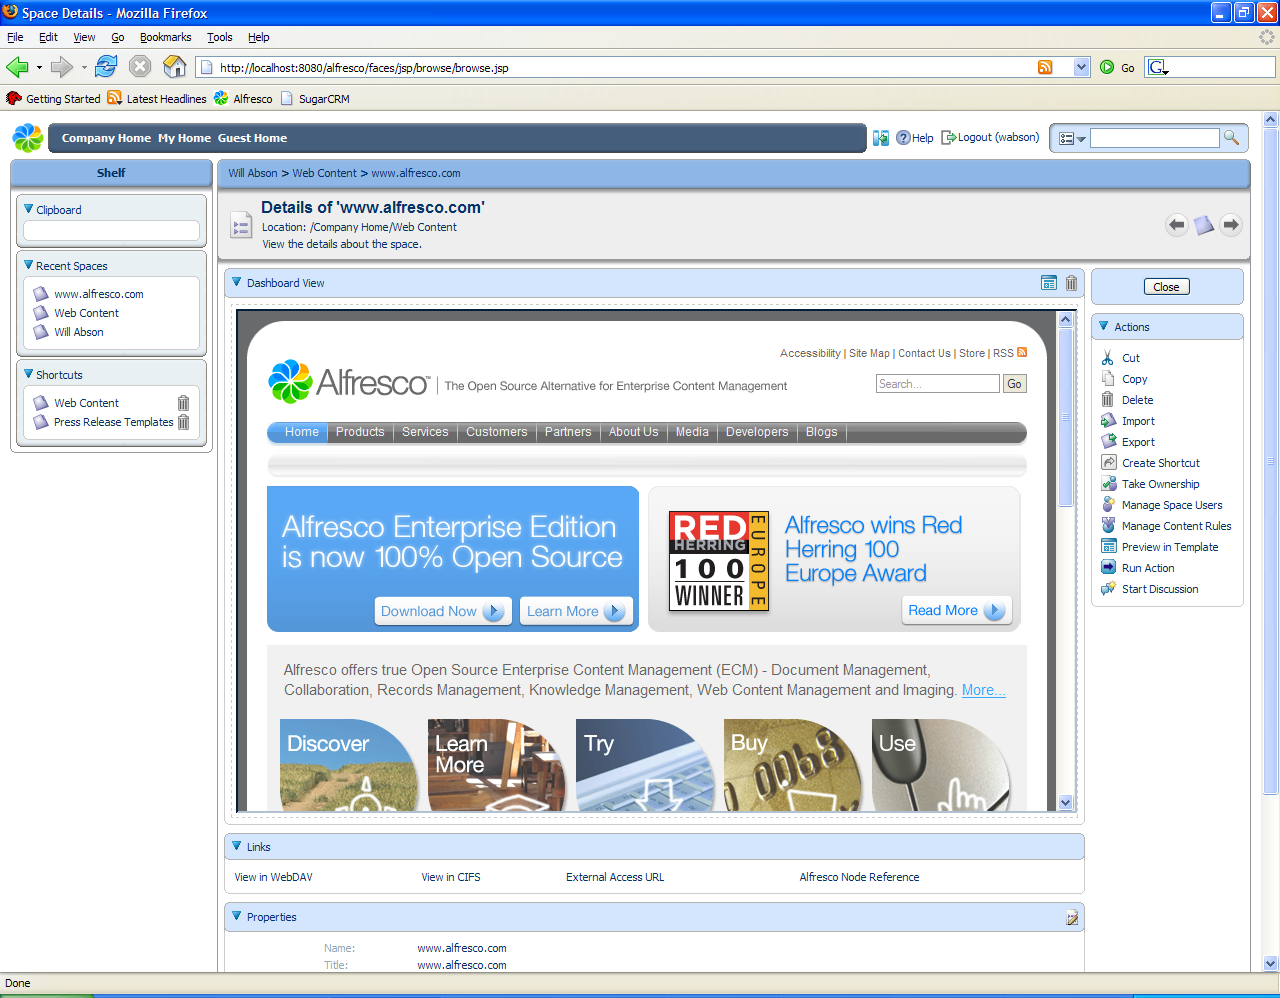 Space Details - Mozilla Firefox
File Edit View Go Bookmarks Tools Help
http://localhost:8080/alfresco/faces/jsp/browse/browse.jsp Go G
Getting Started Latest Headlines Alfresco SugarCRM
Company Home My Home Guest Home Help Logout (wabson)
Shelf
Clipboard
Recent Spaces
www.alfresco.com
Web Content
Will Abson
Shortcuts
Web Content
Press Release Templates
Will Abson > Web Content > www.alfresco.com
Details of 'www.alfresco.com'
Location: /Company Home/Web Content
View the details about the space.
Dashboard View
Accessibility | Site Map | Contact Us | Store | RSS
Alfresco™ The Open Source Alternative for Enterprise Content Management
Search... Go
Home Products Services Customers Partners About Us Media Developers Blogs
Alfresco Enterprise Edition
is now 100% Open Source
Download Now Learn More
RED
HERRING
100
WINNER
EUROPE
Alfresco wins Red
Herring 100
Europe Award
Read More
Alfresco offers true Open Source Enterprise Content Management (ECM) - Document Management,
Collaboration, Records Management, Knowledge Management, Web Content Management and Imaging. More...
Discover
Learn
More
Try
Buy
0068
Use
Links
View in WebDAV View in CIFS External Access URL Alfresco Node Reference
Properties
Name: www.alfresco.com
Title: www.alfresco.com
Close
Actions
Cut
Copy
Delete
Import
Export
Create Shortcut
Take Ownership
Manage Space Users
Manage Content Rules
Preview in Template
Run Action
Start Discussion
Done